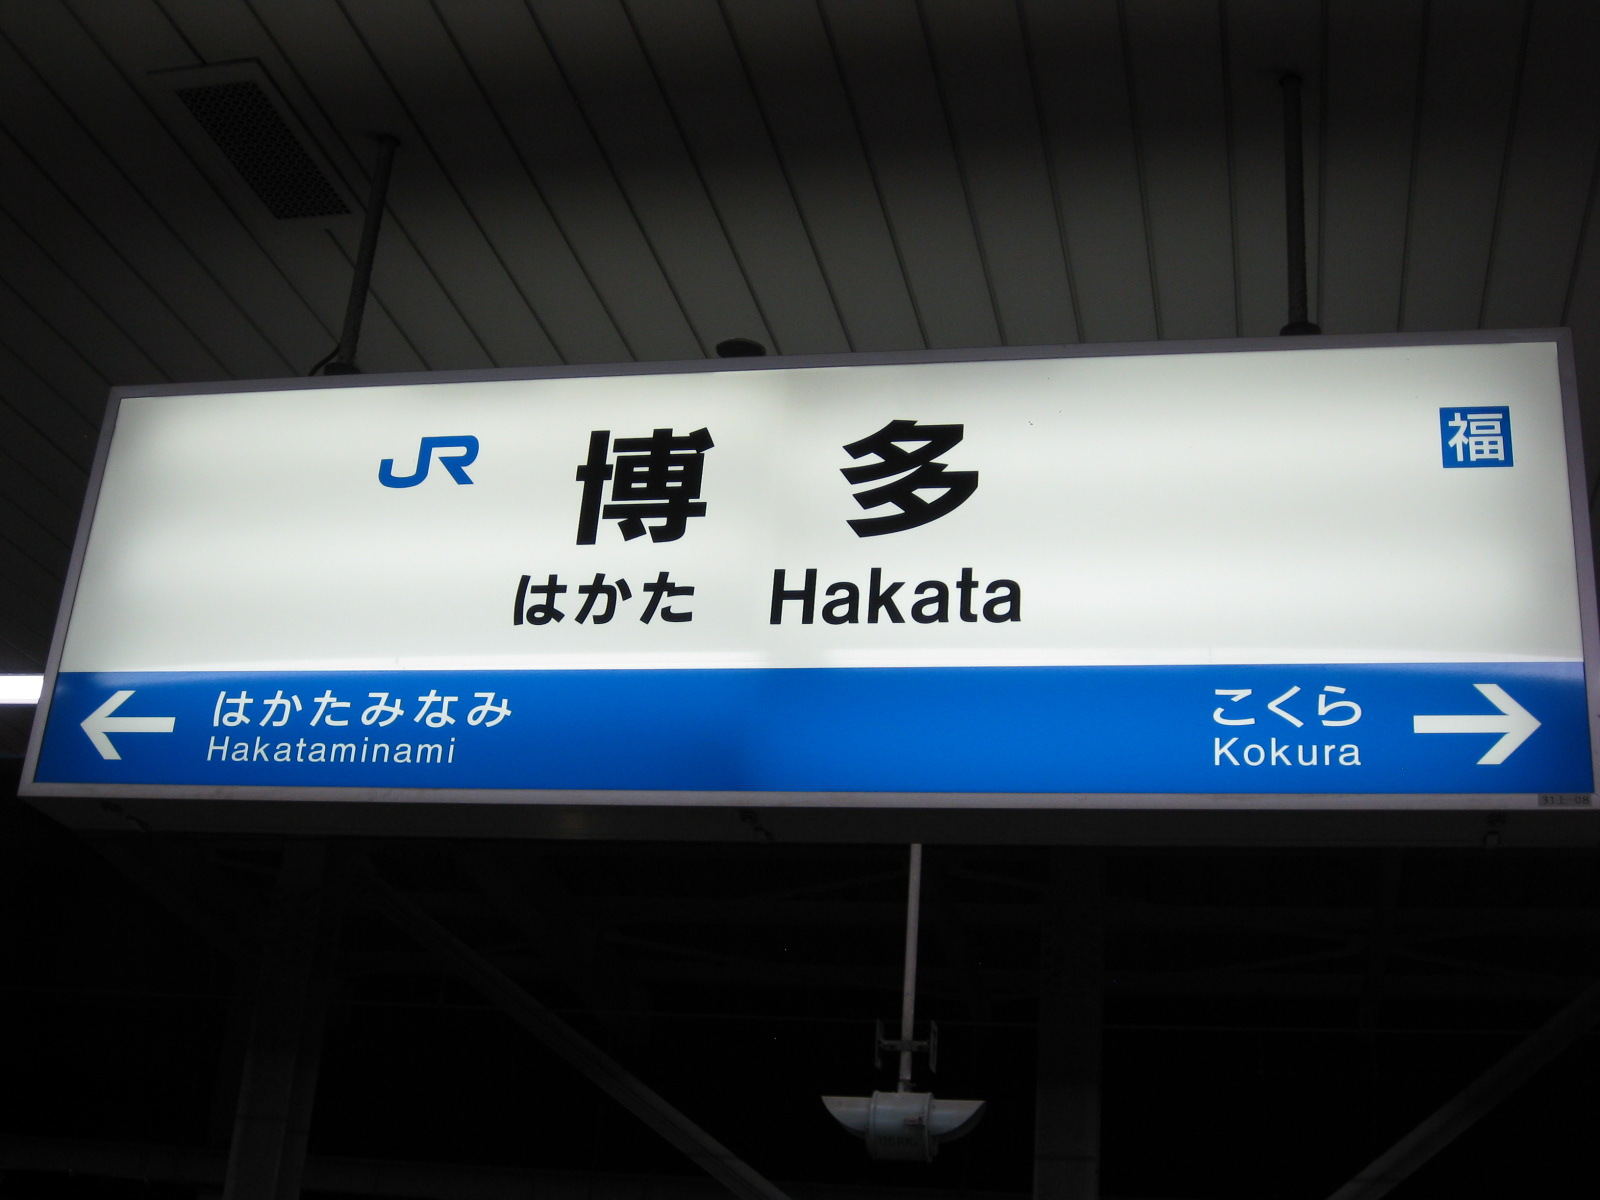 JR 博多 福
はかた Hakata
はかたみなみ こくら
Hakataminami Kokura